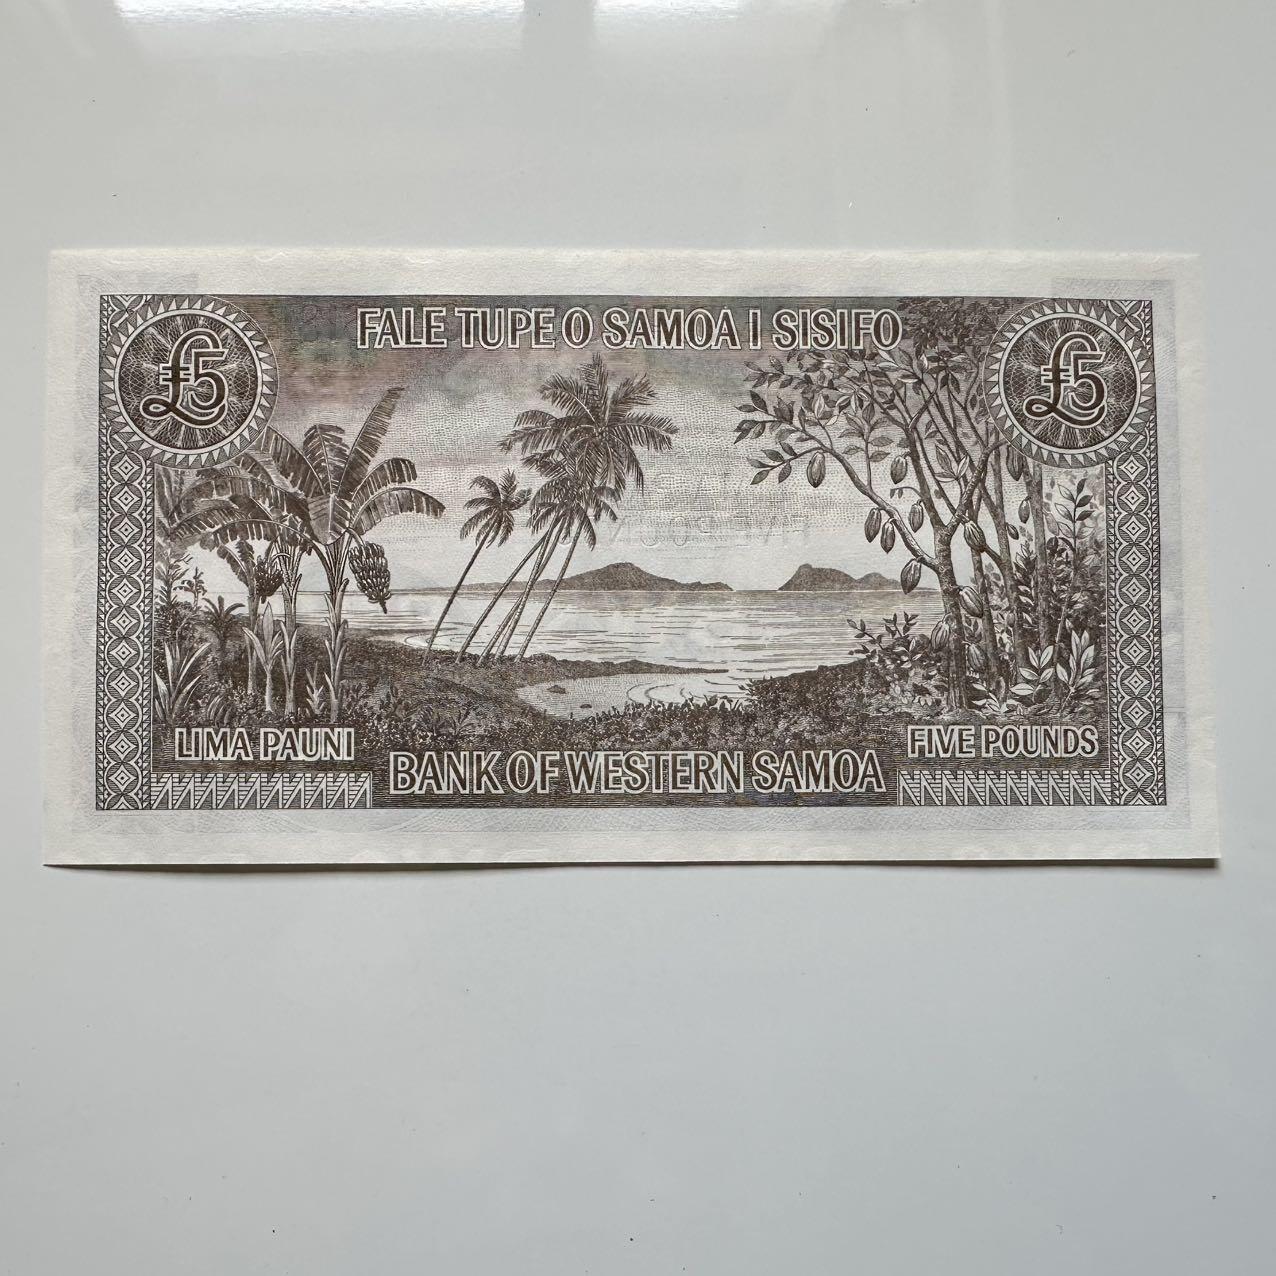 FALE TUPE O SAMOA I SISIFO
£5
£5
LIMA PAUNI
FIVE POUNDS
BANK OF WESTERN SAMOA